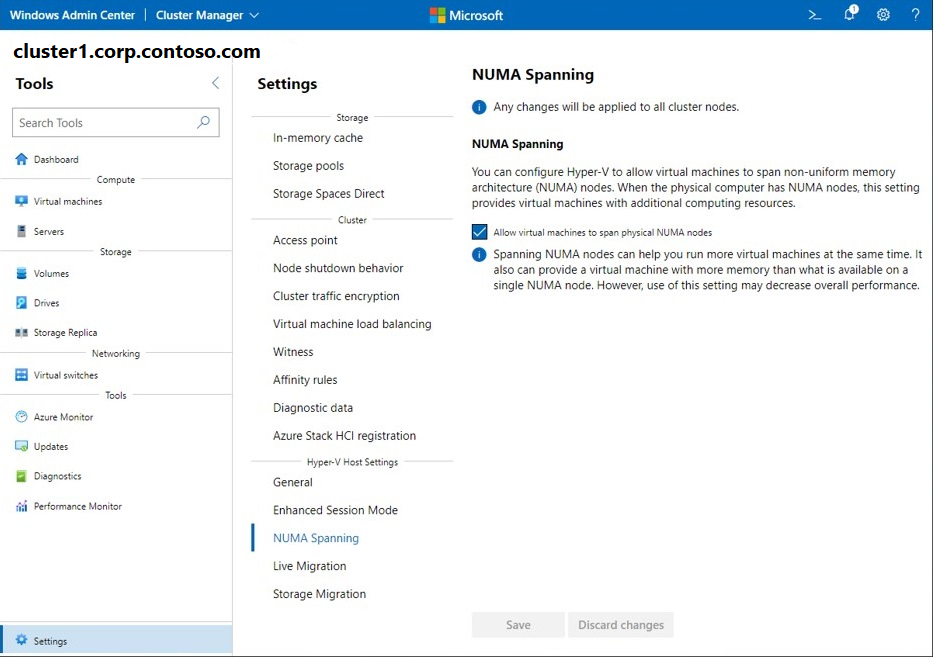 Windows Admin Center | Cluster Manager
Microsoft
>_
1
?
cluster1.corp.contoso.com
Tools
Search Tools
Dashboard
Compute
Virtual machines
Servers
Storage
Volumes
Drives
Storage Replica
Networking
Virtual switches
Tools
Azure Monitor
Updates
Diagnostics
Performance Monitor
Settings
Settings
Storage
In-memory cache
Storage pools
Storage Spaces Direct
Cluster
Access point
Node shutdown behavior
Cluster traffic encryption
Virtual machine load balancing
Witness
Affinity rules
Diagnostic data
Azure Stack HCI registration
Hyper-V Host Settings
General
Enhanced Session Mode
NUMA Spanning
Live Migration
Storage Migration
NUMA Spanning
Any changes will be applied to all cluster nodes.
NUMA Spanning
You can configure Hyper-V to allow virtual machines to span non-uniform memory
architecture (NUMA) nodes. When the physical computer has NUMA nodes, this setting
provides virtual machines with additional computing resources.
Allow virtual machines to span physical NUMA nodes
Spanning NUMA nodes can help you run more virtual machines at the same time. It
also can provide a virtual machine with more memory than what is available on a
single NUMA node. However, use of this setting may decrease overall performance.
Save
Discard changes